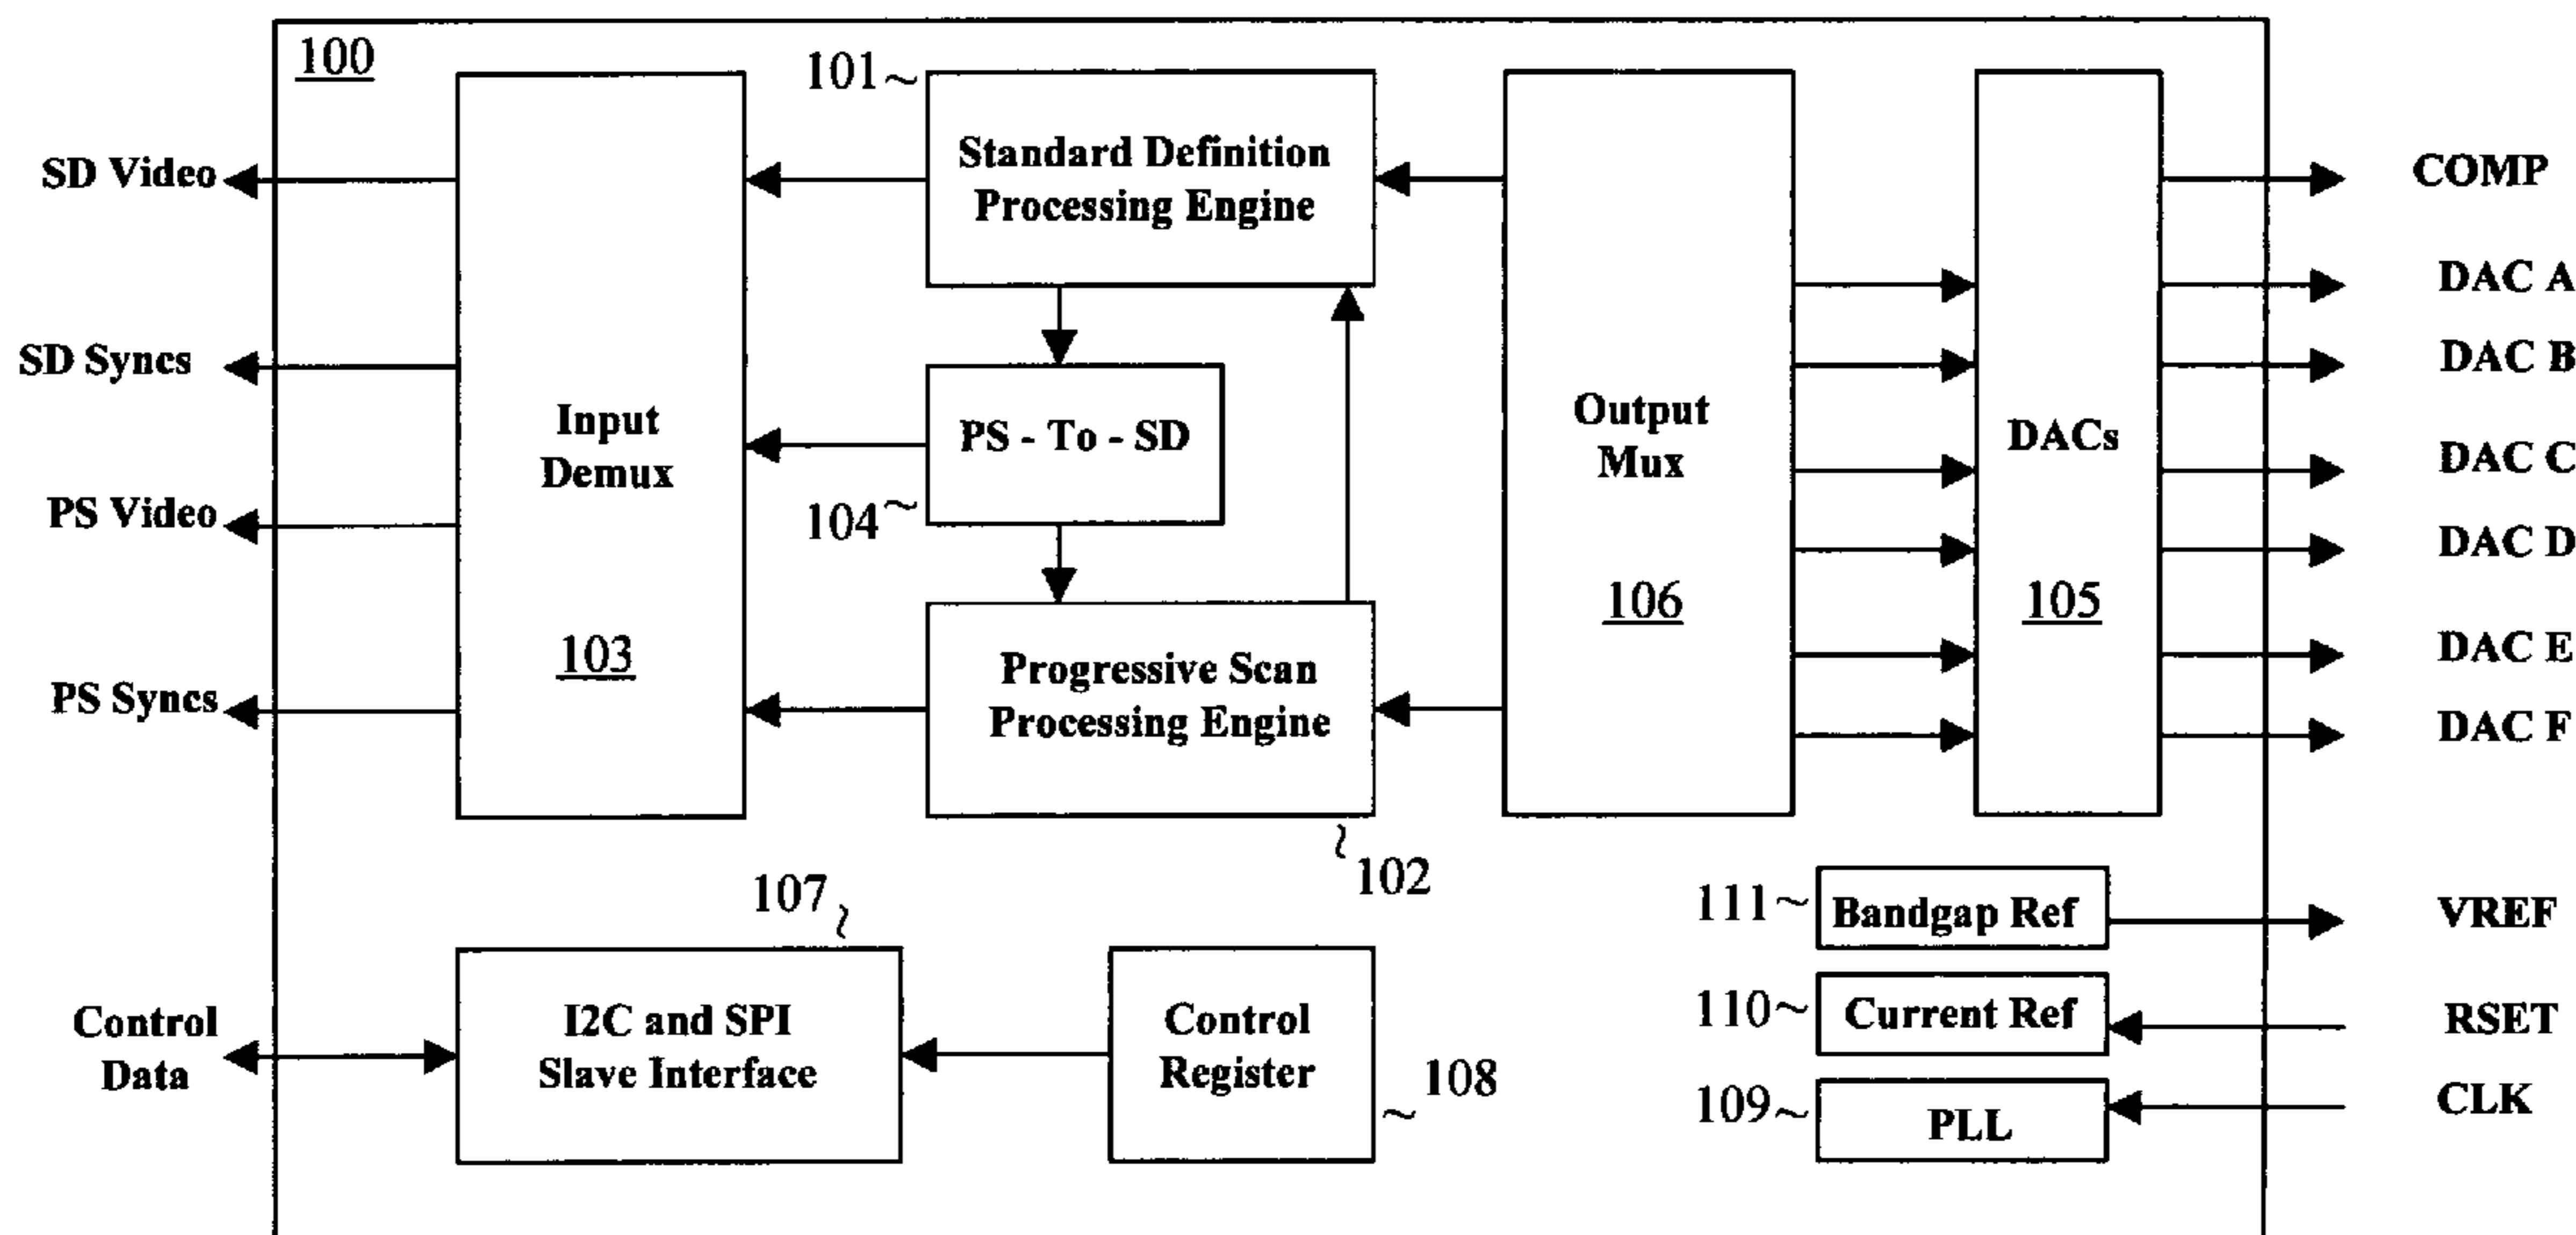 100
SD Video
SD Syncs
PS Video
PS Syncs
Input
Demux
103
101~
Standard Definition
Processing Engine
PS - To - SD
104~
Progressive Scan
Processing Engine
~
102
Output
Mux
106
DACs
105
COMP
DAC A
DAC B
DAC C
DAC D
DAC E
DAC F
Control
Data
107~
I2C and SPI
Slave Interface
Control
Register
~108
111~
Bandgap Ref
VREF
110~
Current Ref
RSET
109~
PLL
CLK